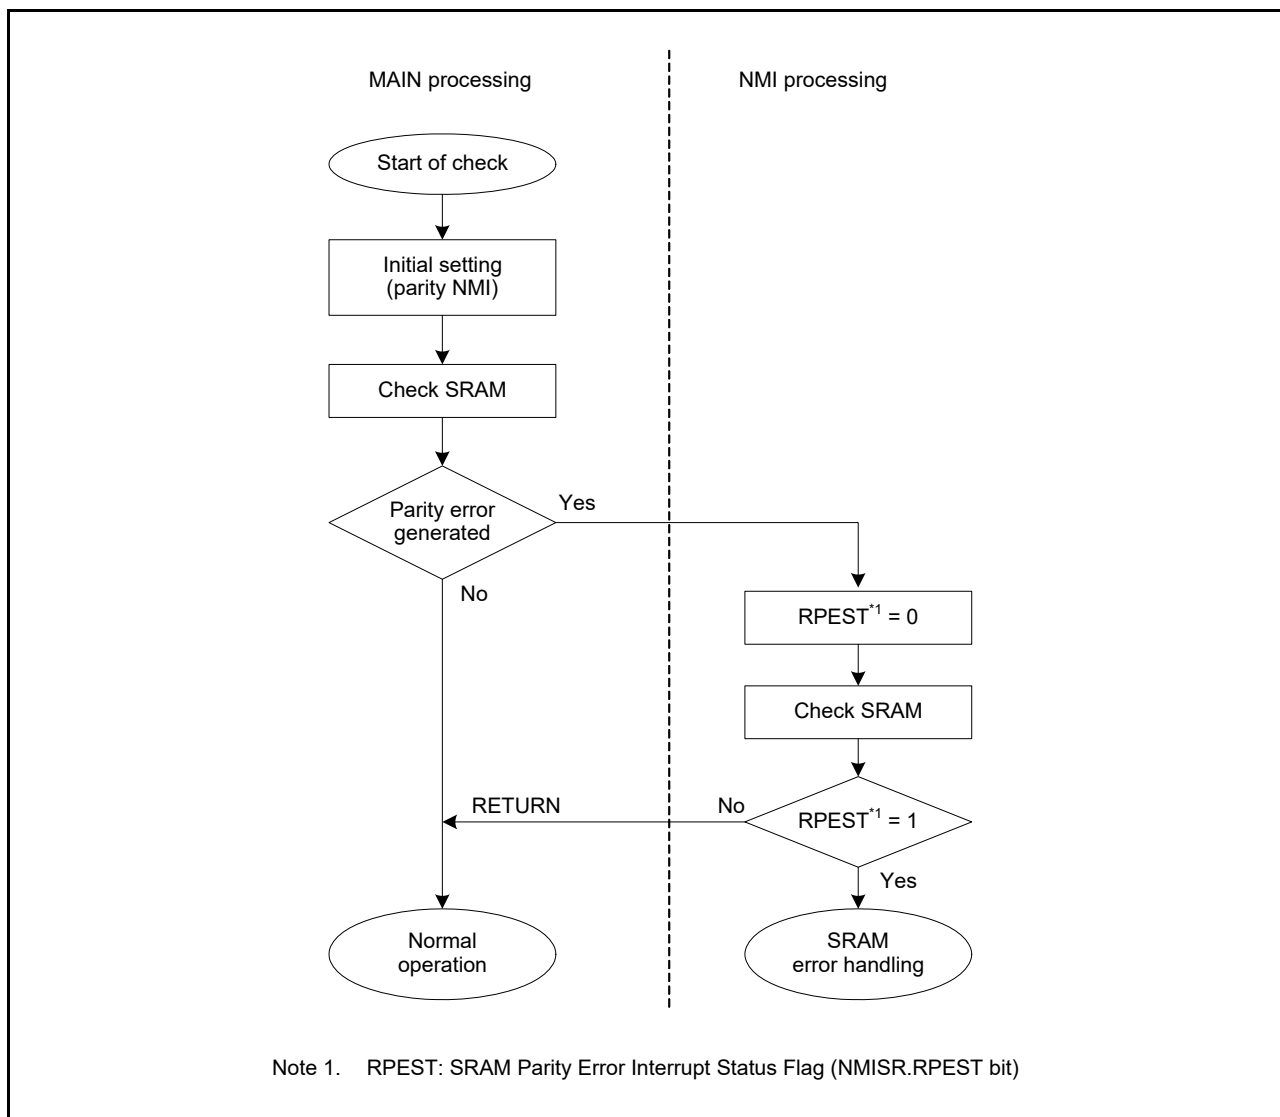 MAIN processing
NMI processing
Start of check
Initial setting
(parity NMI)
Check SRAM
Parity error
generated
Yes
No
RPEST*1 = 0
Check SRAM
RPEST*1 = 1
No
RETURN
Yes
Normal
operation
SRAM
error handling
Note 1. RPEST: SRAM Parity Error Interrupt Status Flag (NMISR.RPEST bit)